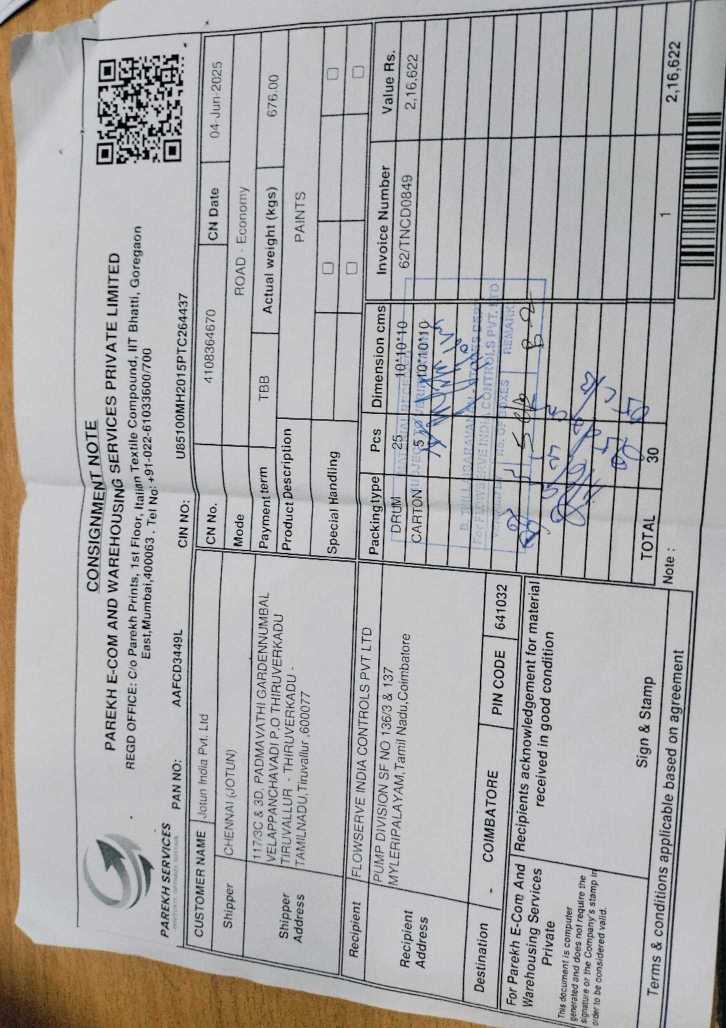 CONSIGNMENT NOTE
PAREKH E-COM AND WAREHOUSING SERVICES PRIVATE LIMITED
REGD OFFICE: C/o Parekh Prints, 1st Floor, Italian Textile Compound, IIT Bhatti, Goregaon
East,Mumbai,400063 . Tel No:+91-022-61033600/700
PAREKH SERVICES
PAN NO: AAFCD3449L CIN NO: U85100MH2015PTC264437
CUSTOMER NAME Jotun India Pvt. Ltd
CN No. 4108364670 CN Date 04-Jun-2025
Shipper CHENNAI (JOTUN)
Mode ROAD - Economy
Shipper Address
117/3C & 3D, PADMAVATHI GARDENNUMBAL
VELAPPANCHAVADI P.O THIRUVERKADU
TIRUVALLUR - THIRUVERKADU -
TAMILNADU,Tiruvallur ,600077
Payment term TBB Actual weight (kgs) 676.00
Product Description PAINTS
Special Handling
Recipient FLOWSERVE INDIA CONTROLS PVT LTD
Recipient Address
PUMP DIVISION SF NO 136/3 & 137
MYLERIPALAYAM,Tamil Nadu,Coimbatore
Packing type Pcs Dimension cms Invoice Number Value Rs.
DRUM 25 10*10*10 62/TNCD0849 2,16,622
CARTON 5 10*10*10
FLOWSERVE INDIA CONTROLS PVT. LTD
REMARK
Destination - COIMBATORE PIN CODE 641032
For Parekh E-Com And
Warehousing Services
Private
This document is computer
generated and does not require the
signature or the Company's stamp in
order to be considered valid.
Recipients acknowledgement for material
received in good condition
Sign & Stamp
TOTAL 30 1 2,16,622
Note :
Terms & conditions applicable based on agreement